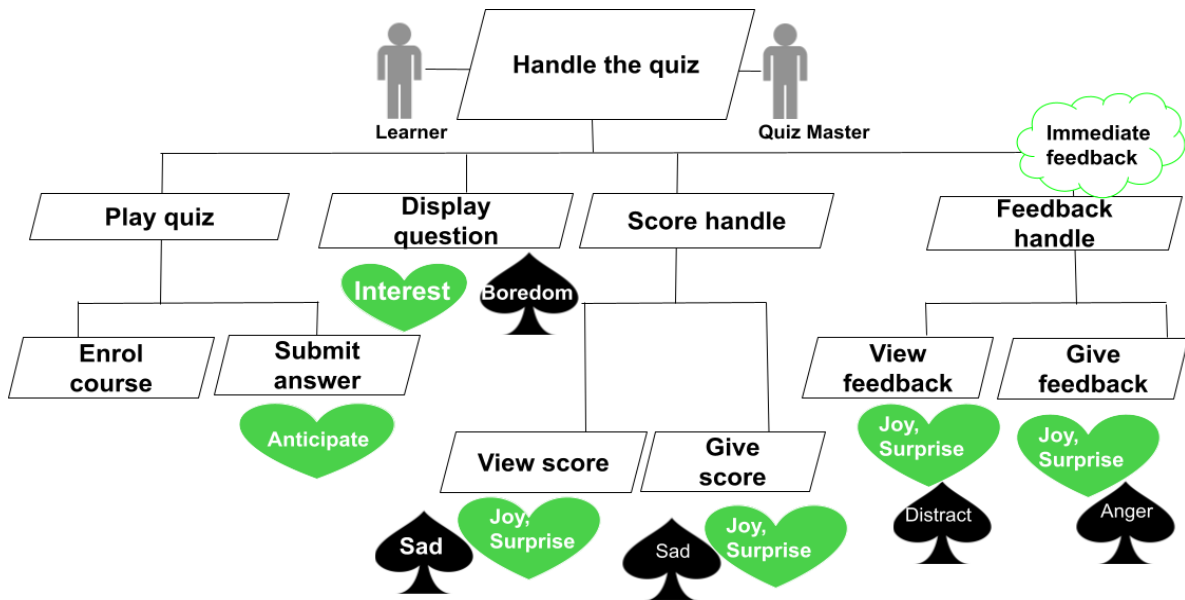 Handle the quiz
Learner
Quiz Master
Immediate
feedback
Play quiz
Display
question
Score handle
Feedback
handle
Interest
Boredom
Enrol
course
Submit
answer
View
feedback
Give
feedback
Anticipate
Joy,
Surprise
Joy,
Surprise
View score
Give
score
Distract
Anger
Sad
Joy,
Surprise
Sad
Joy,
Surprise